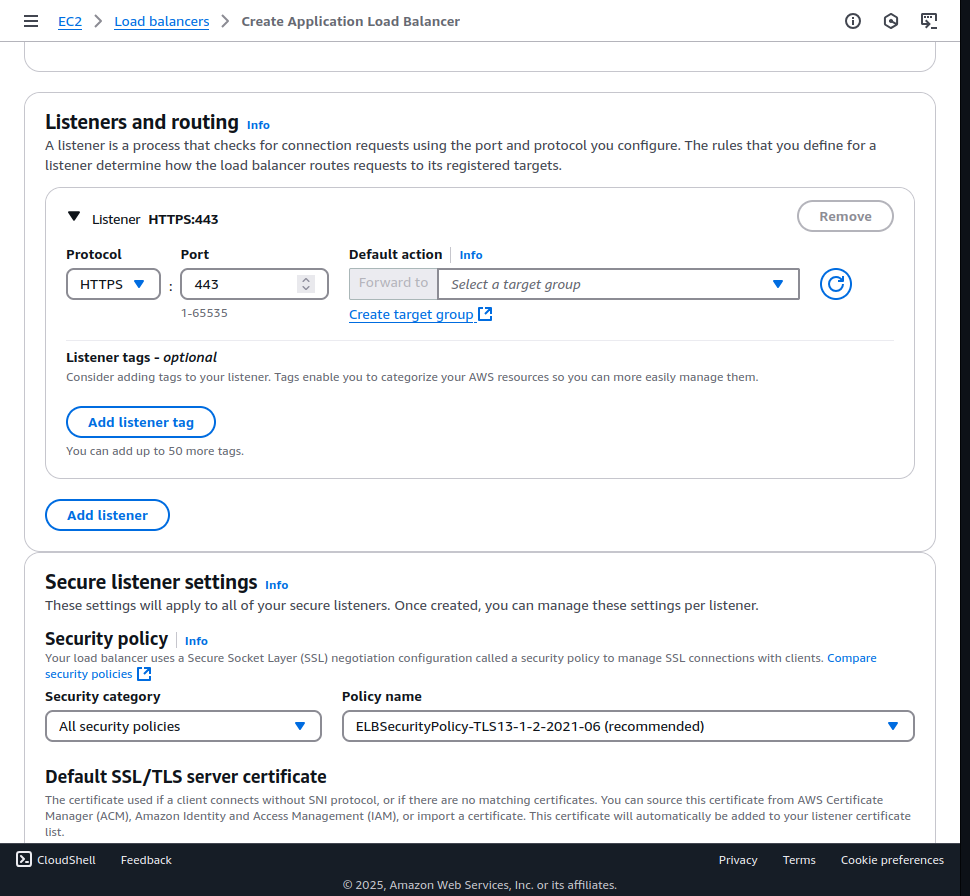 EC2 > Load balancers > Create Application Load Balancer
Listeners and routing Info
A listener is a process that checks for connection requests using the port and protocol you configure. The rules that you define for a
listener determine how the load balancer routes requests to its registered targets.
Listener HTTPS:443
Remove
Protocol Port Default action Info
HTTPS : 443 Forward to Select a target group
1-65535
Create target group
Listener tags - optional
Consider adding tags to your listener. Tags enable you to categorize your AWS resources so you can more easily manage them.
Add listener tag
You can add up to 50 more tags.
Add listener
Secure listener settings Info
These settings will apply to all of your secure listeners. Once created, you can manage these settings per listener.
Security policy Info
Your load balancer uses a Secure Socket Layer (SSL) negotiation configuration called a security policy to manage SSL connections with clients. Compare
security policies
Security category Policy name
All security policies ELBSecurityPolicy-TLS13-1-2-2021-06 (recommended)
Default SSL/TLS server certificate
The certificate used if a client connects without SNI protocol, or if there are no matching certificates. You can source this certificate from AWS Certificate
Manager (ACM), Amazon Identity and Access Management (IAM), or import a certificate. This certificate will automatically be added to your listener certificate
list.
CloudShell Feedback Privacy Terms Cookie preferences
© 2025, Amazon Web Services, Inc. or its affiliates.